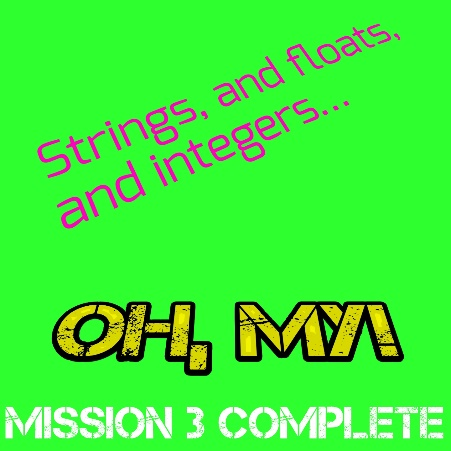 Strings, and floats,
and integers...
OH, MY!
MISSION 3 COMPLETE